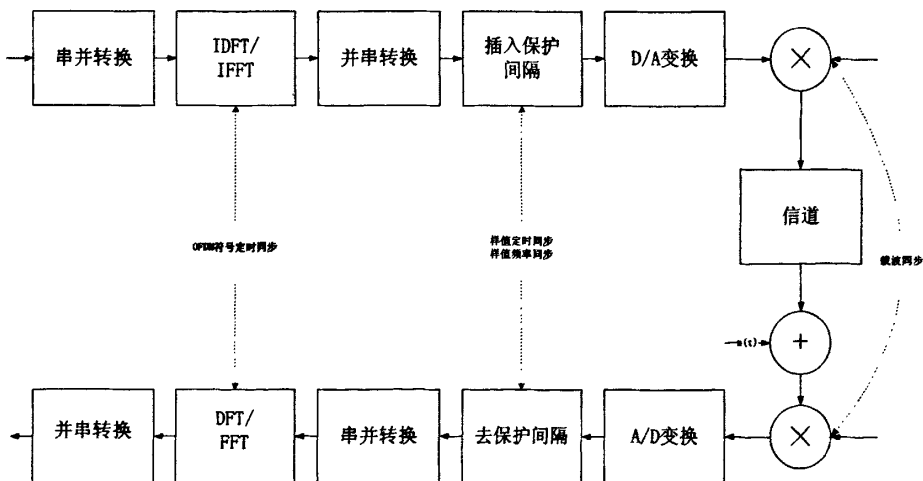 串并转换
IDFT/
IFFT
并串转换
插入保护
间隔
D/A变换
信道
OFDM符号定时同步
样值定时同步
样值频率同步
载波同步
n(t)
并串转换
DFT/
FFT
串并转换
去保护间隔
A/D变换